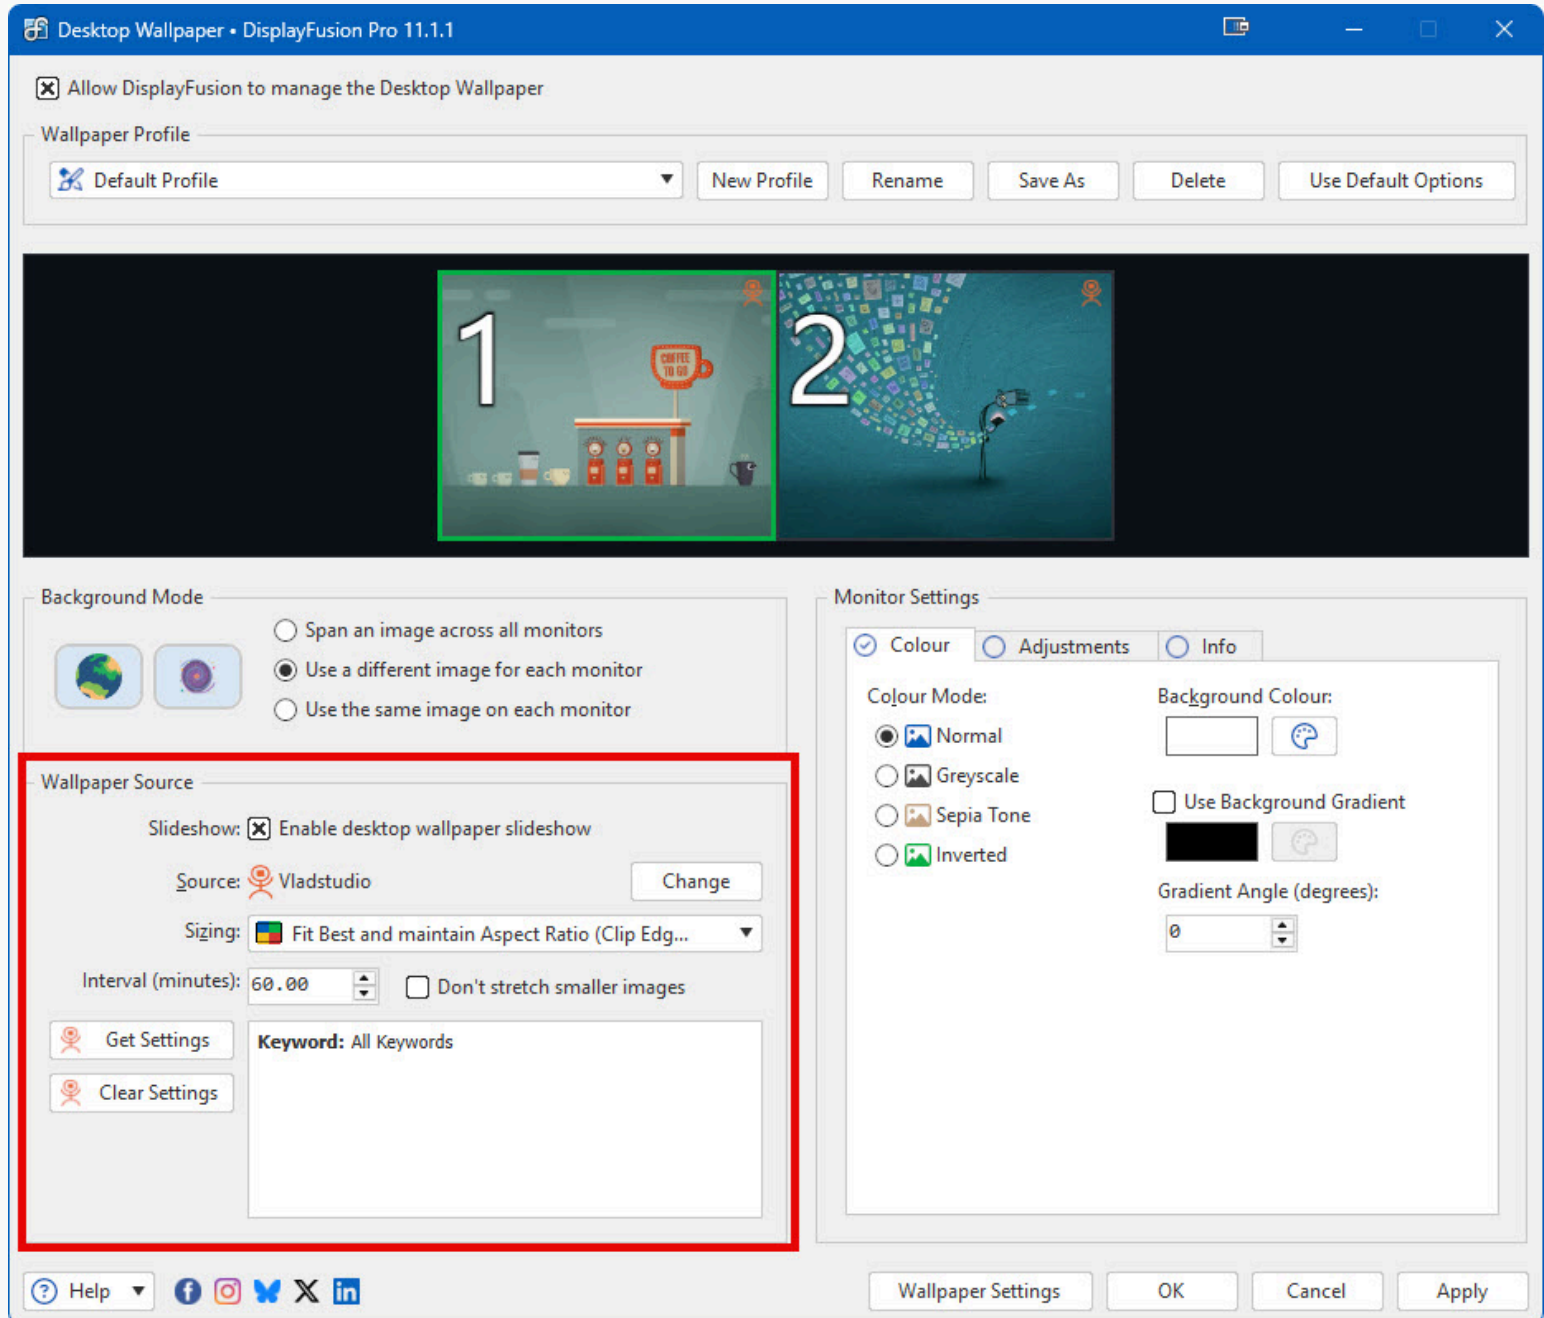 Desktop Wallpaper • DisplayFusion Pro 11.1.1
Allow DisplayFusion to manage the Desktop Wallpaper
Wallpaper Profile
Default Profile
New Profile
Rename
Save As
Delete
Use Default Options
1
COFFEE
TO GO
2
Background Mode
Span an image across all monitors
Use a different image for each monitor
Use the same image on each monitor
Wallpaper Source
Slideshow: Enable desktop wallpaper slideshow
Source: Vladstudio
Change
Sizing: Fit Best and maintain Aspect Ratio (Clip Edg...
Interval (minutes): 60.00
Don't stretch smaller images
Get Settings
Clear Settings
Keyword: All Keywords
Monitor Settings
Colour
Adjustments
Info
Colour Mode:
Normal
Greyscale
Sepia Tone
Inverted
Background Colour:
Use Background Gradient
Gradient Angle (degrees):
0
Help
Wallpaper Settings
OK
Cancel
Apply